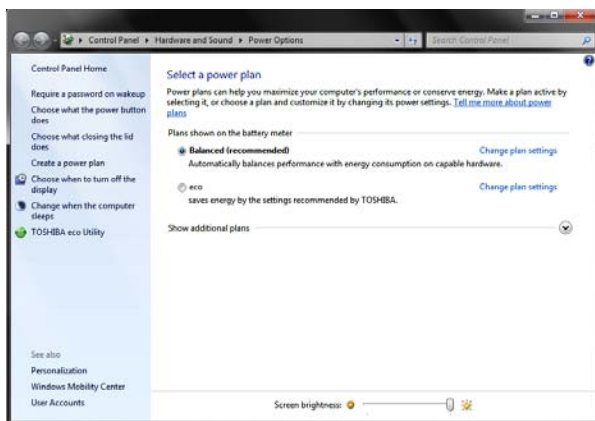 Control Panel ▸ Hardware and Sound ▸ Power Options
Search Control Panel
Control Panel Home
Require a password on wakeup
Choose what the power button
does
Choose what closing the lid
does
Create a power plan
Choose when to turn off the
display
Change when the computer
sleeps
TOSHIBA eco Utility
See also
Personalization
Windows Mobility Center
User Accounts
Select a power plan
Power plans can help you maximize your computer's performance or conserve energy. Make a plan active by
selecting it, or choose a plan and customize it by changing its power settings. Tell me more about power
plans
Plans shown on the battery meter
Balanced (recommended) Change plan settings
Automatically balances performance with energy consumption on capable hardware.
eco Change plan settings
saves energy by the settings recommended by TOSHIBA.
Show additional plans
Screen brightness: